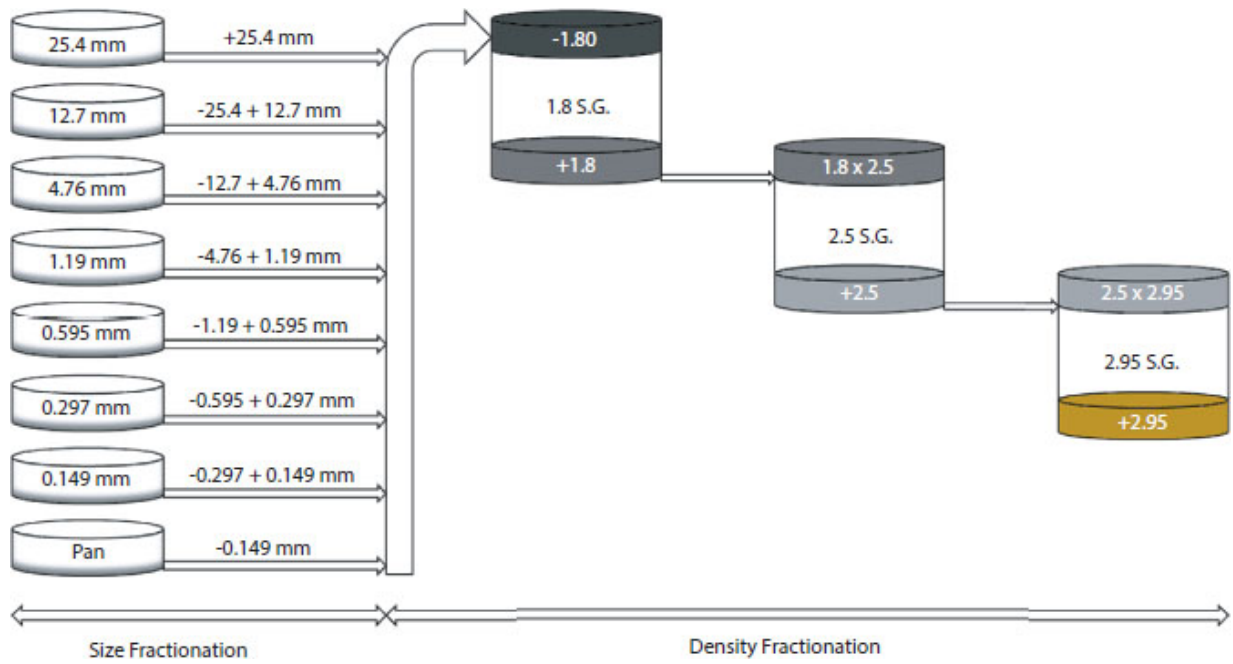 25.4 mm
+25.4 mm
12.7 mm
-25.4 + 12.7 mm
4.76 mm
-12.7 + 4.76 mm
1.19 mm
-4.76 + 1.19 mm
0.595 mm
-1.19 + 0.595 mm
0.297 mm
-0.595 + 0.297 mm
0.149 mm
-0.297 + 0.149 mm
Pan
-0.149 mm
-1.80
1.8 S.G.
+1.8
1.8 x 2.5
2.5 S.G.
+2.5
2.5 x 2.95
2.95 S.G.
+2.95
Size Fractionation
Density Fractionation